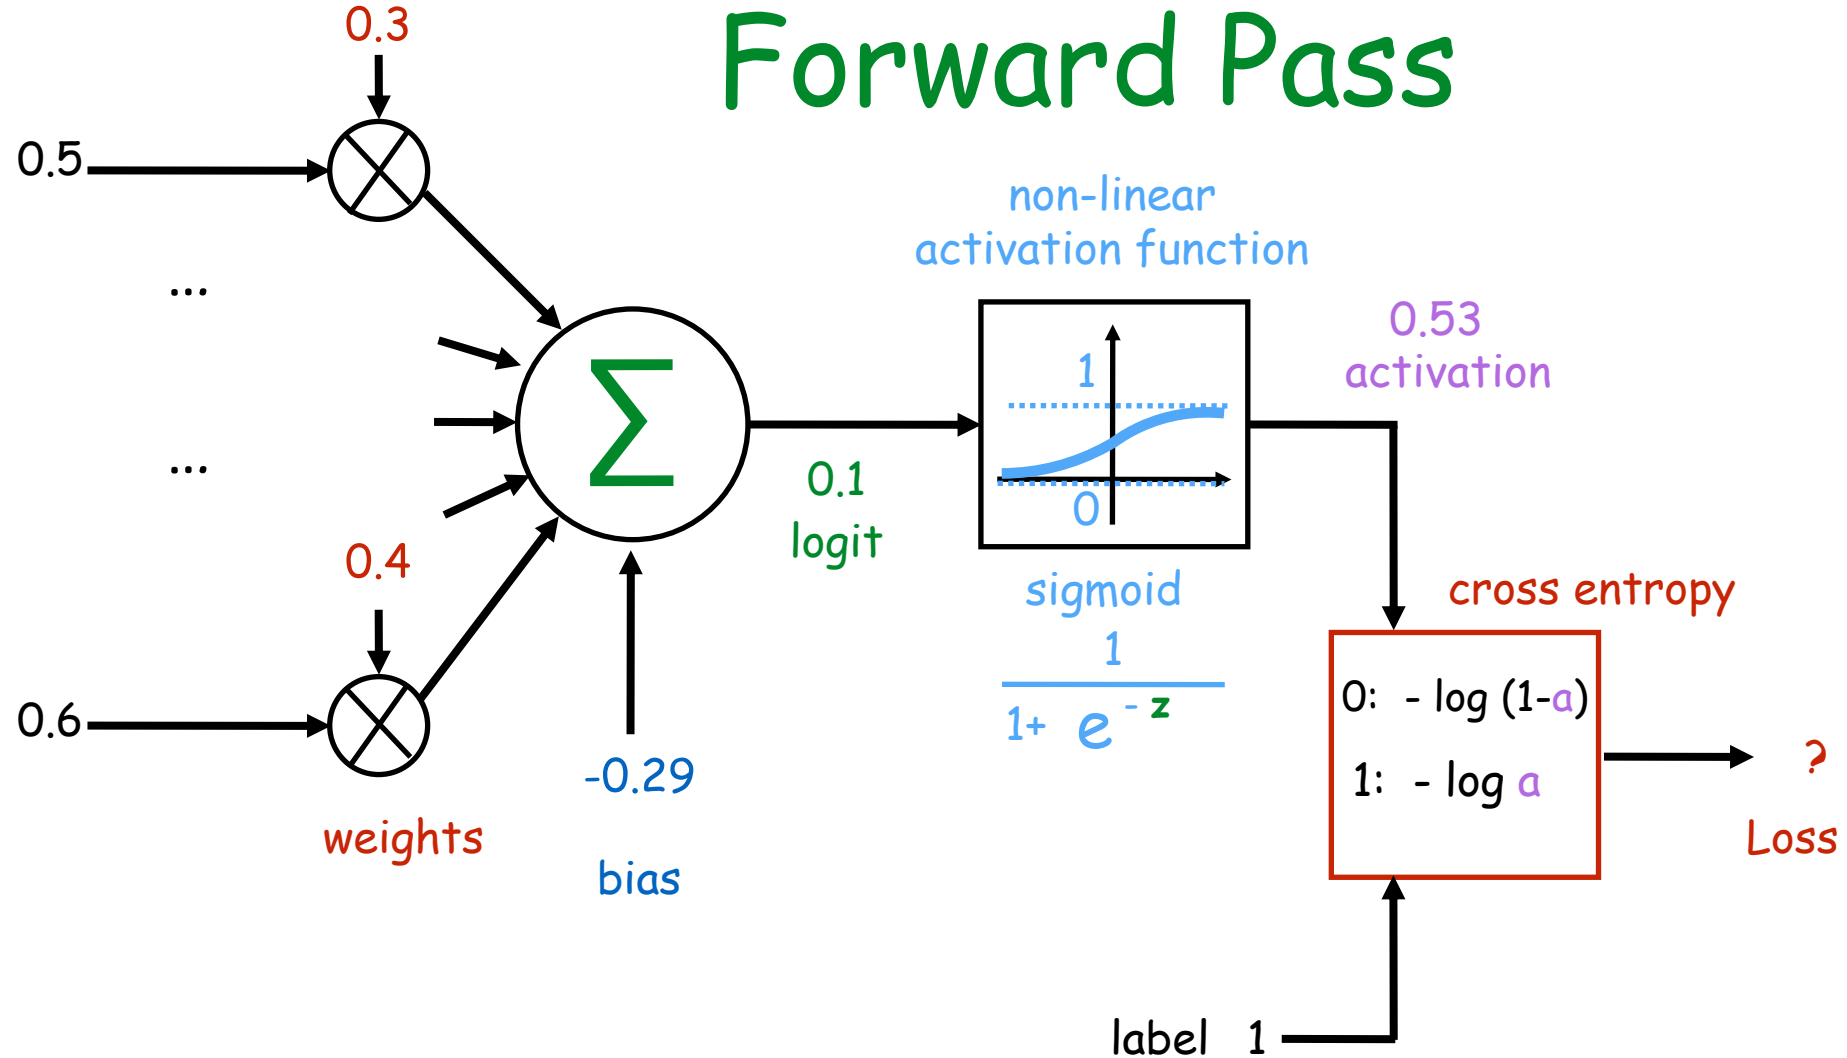 Forward Pass
0.3
0.5
...
...
0.4
0.6
weights
Σ
-0.29
bias
0.1
logit
non-linear
activation function
1
0
sigmoid
1
1+ e - z
0.53
activation
cross entropy
0: - log (1-a)
1: - log a
?
Loss
label 1